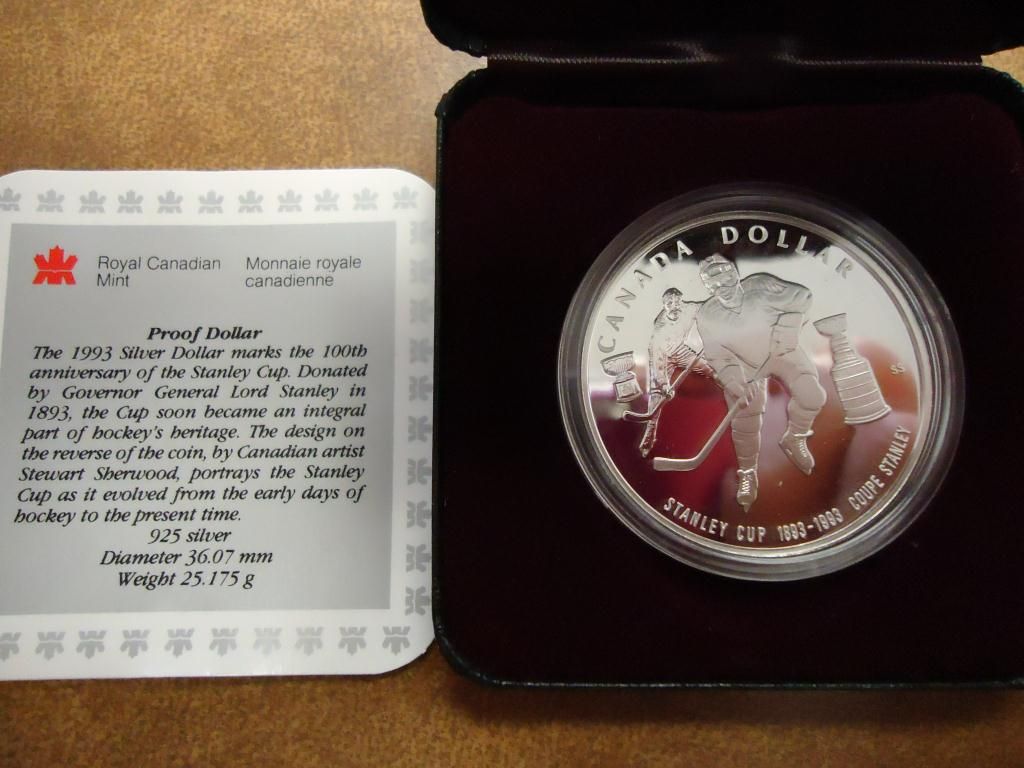 Royal Canadian Mint
Monnaie royale canadienne
Proof Dollar
The 1993 Silver Dollar marks the 100th
anniversary of the Stanley Cup. Donated
by Governor General Lord Stanley in
1893, the Cup soon became an integral
part of hockey's heritage. The design on
the reverse of the coin, by Canadian artist
Stewart Sherwood, portrays the Stanley
Cup as it evolved from the early days of
hockey to the present time.
925 silver
Diameter 36.07 mm
Weight 25.175 g
CANADA DOLLAR
SS
STANLEY CUP 1893-1993 COUPE STANLEY